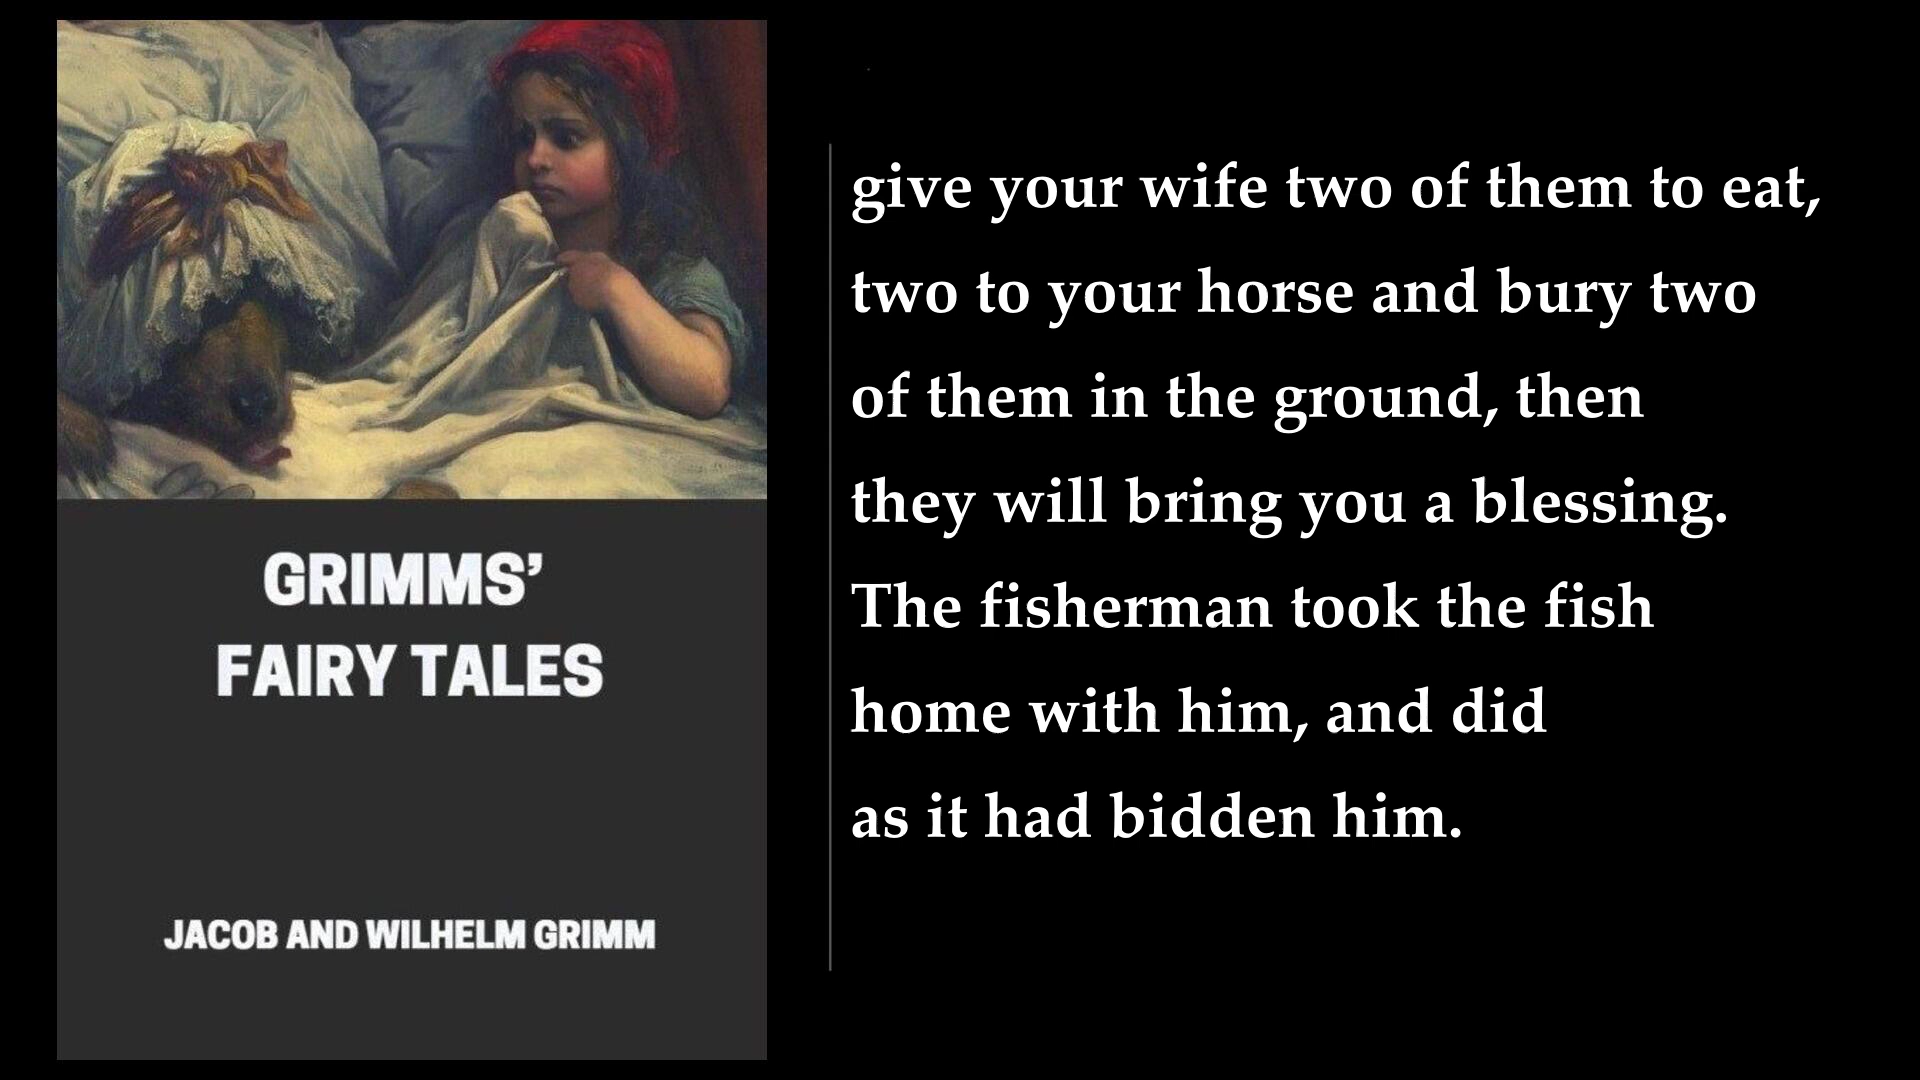 GRIMMS’
FAIRY TALES
JACOB AND WILHELM GRIMM
give your wife two of them to eat,
two to your horse and bury two
of them in the ground, then
they will bring you a blessing.
The fisherman took the fish
home with him, and did
as it had bidden him.